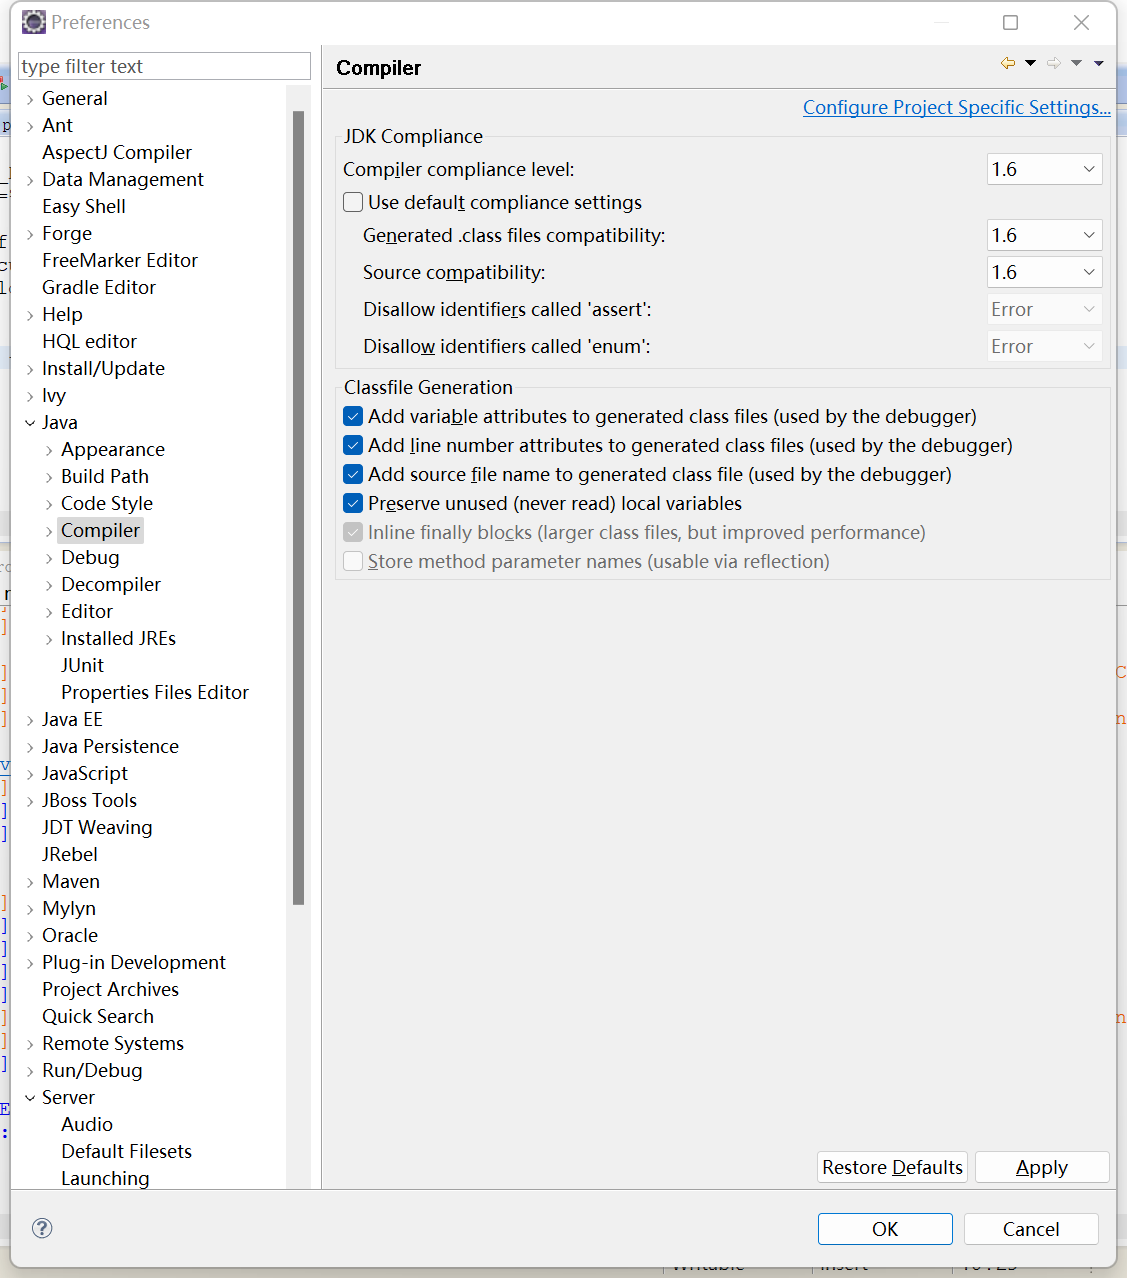 Preferences
type filter text
General
Ant
AspectJ Compiler
Data Management
Easy Shell
Forge
FreeMarker Editor
Gradle Editor
Help
HQL editor
Install/Update
Ivy
Java
Appearance
Build Path
Code Style
Compiler
Debug
Decompiler
Editor
Installed JREs
JUnit
Properties Files Editor
Java EE
Java Persistence
JavaScript
JBoss Tools
JDT Weaving
JRebel
Maven
Mylyn
Oracle
Plug-in Development
Project Archives
Quick Search
Remote Systems
Run/Debug
Server
Audio
Default Filesets
Launching
Compiler
Configure Project Specific Settings...
JDK Compliance
Compiler compliance level: 1.6
Use default compliance settings
Generated .class files compatibility: 1.6
Source compatibility: 1.6
Disallow identifiers called 'assert': Error
Disallow identifiers called 'enum': Error
Classfile Generation
Add variable attributes to generated class files (used by the debugger)
Add line number attributes to generated class files (used by the debugger)
Add source file name to generated class file (used by the debugger)
Preserve unused (never read) local variables
Inline finally blocks (larger class files, but improved performance)
Store method parameter names (usable via reflection)
Restore Defaults Apply
OK Cancel